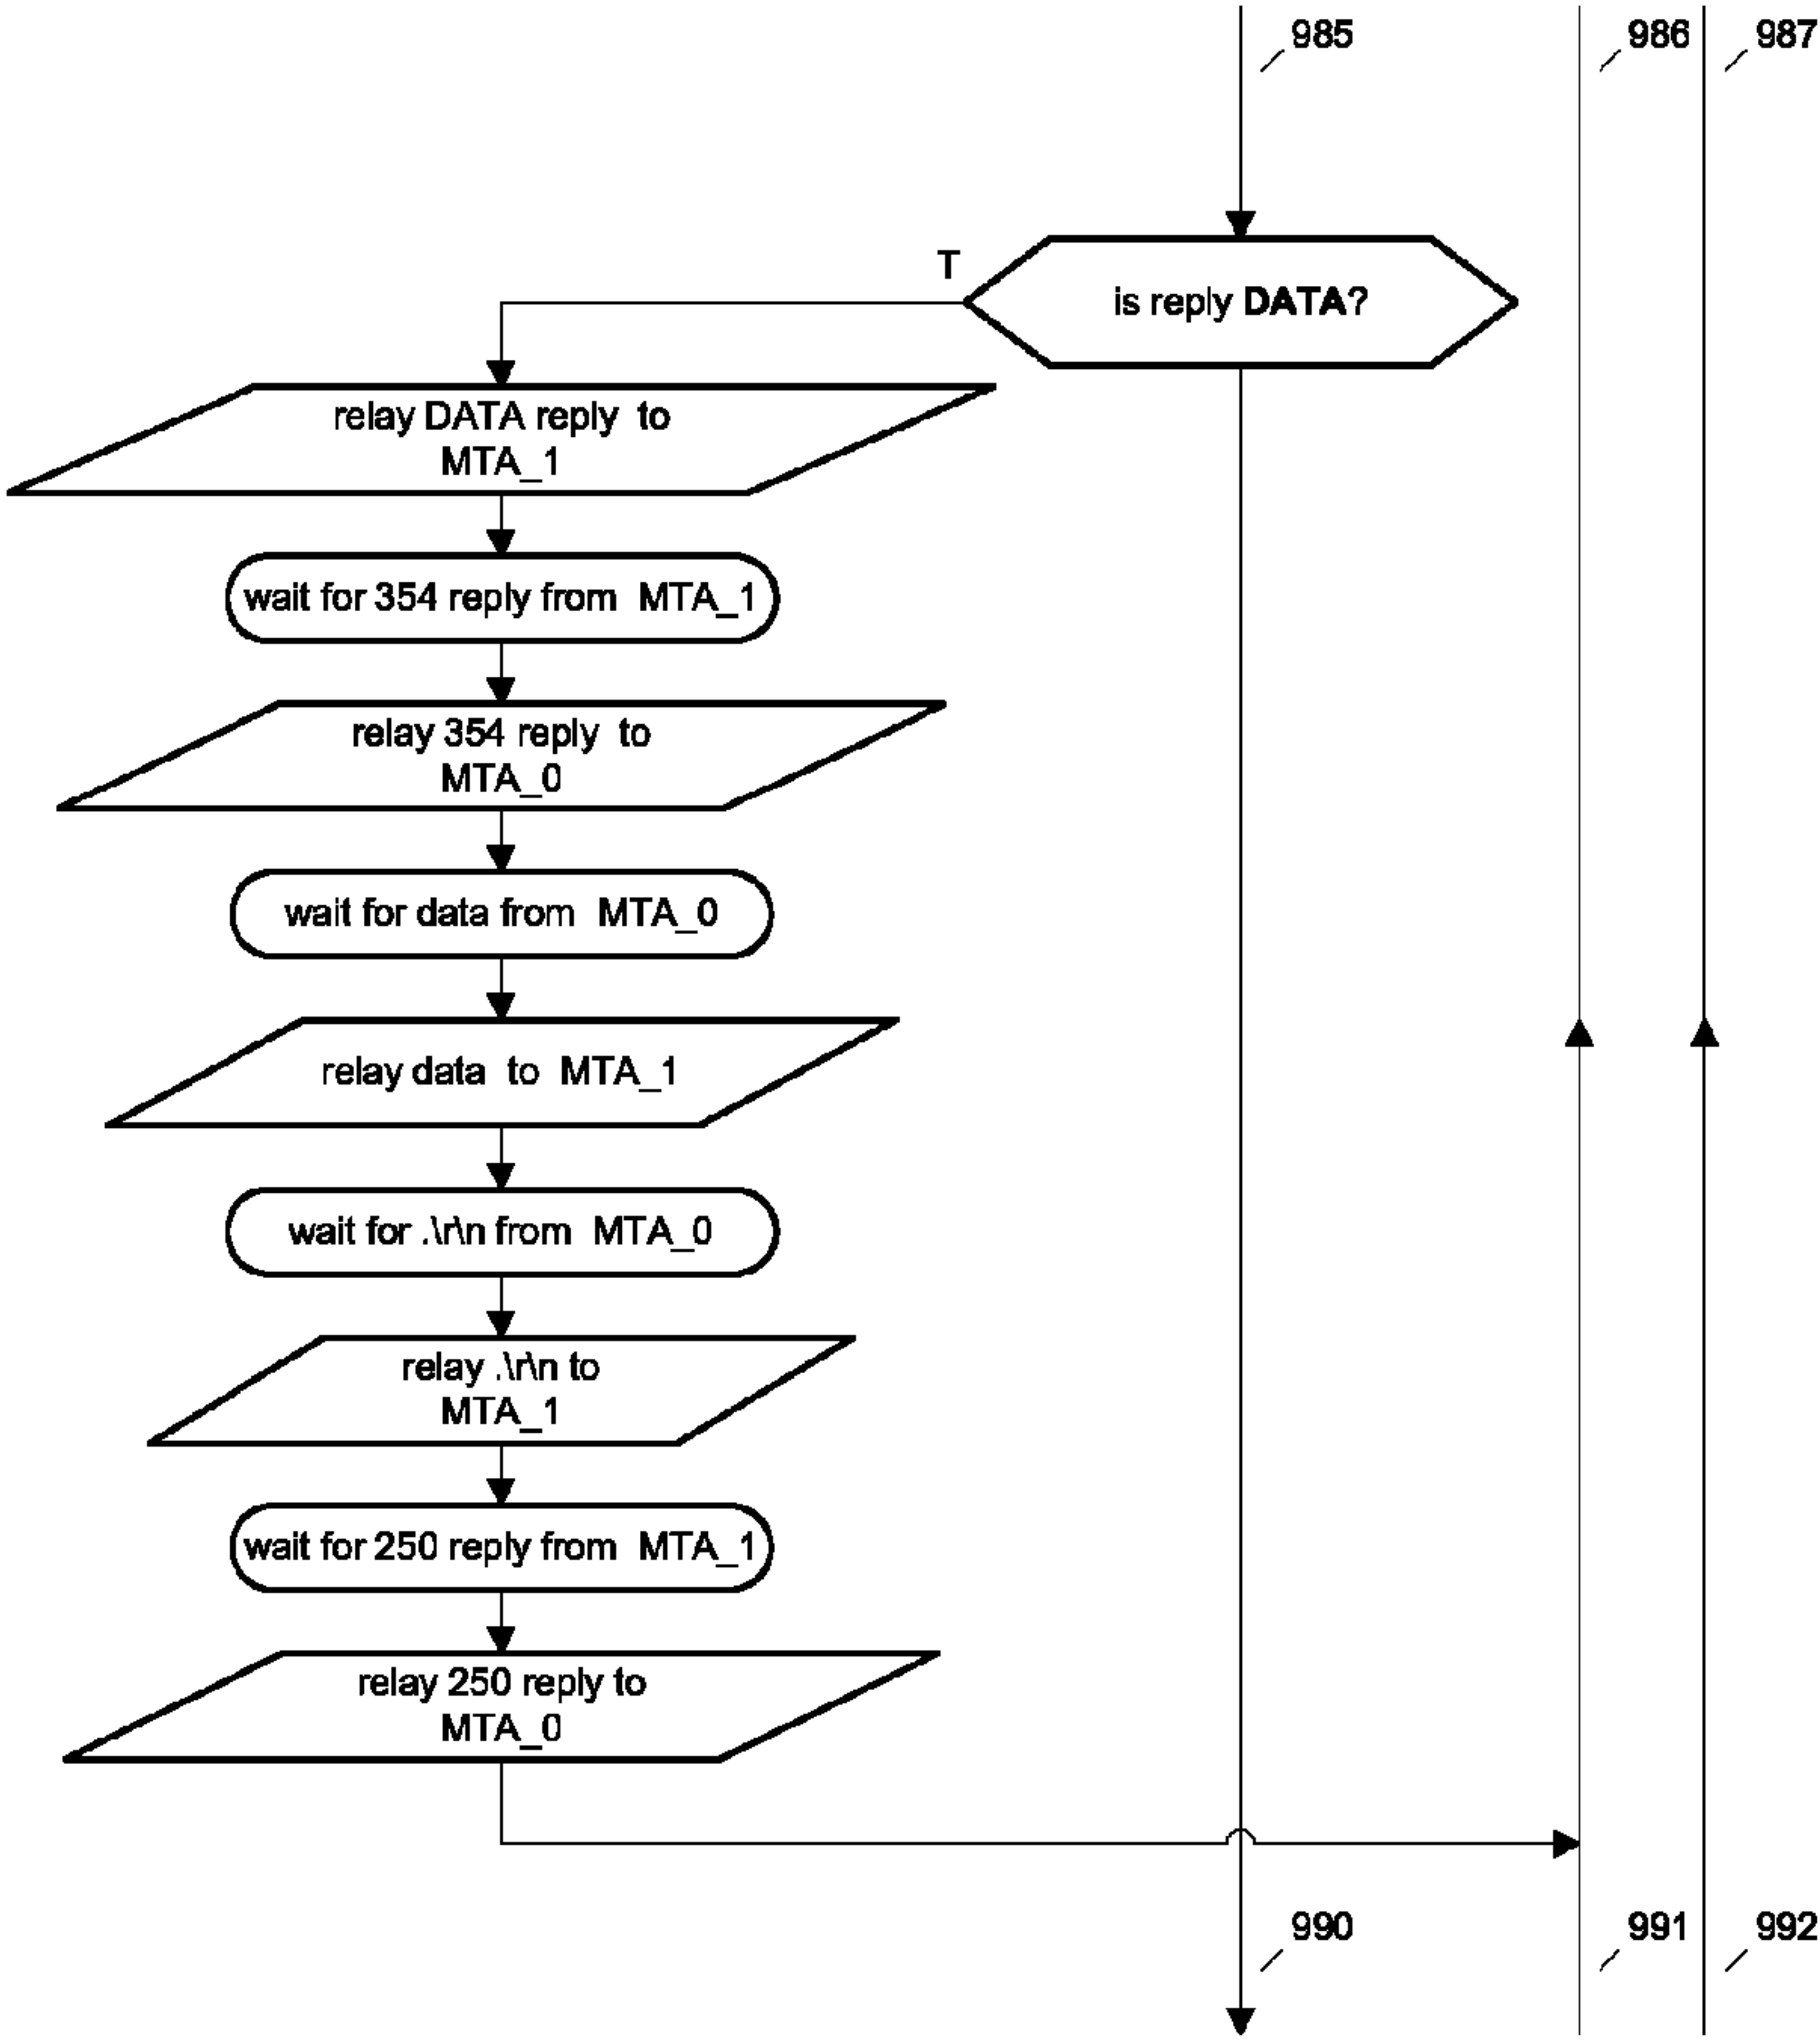 985
986
987
T
is reply DATA?
relay DATA reply to
MTA_1
wait for 354 reply from MTA_1
relay 354 reply to
MTA_0
wait for data from MTA_0
relay data to MTA_1
wait for .\r\n from MTA_0
relay .\r\n to
MTA_1
wait for 250 reply from MTA_1
relay 250 reply to
MTA_0
990
991
992